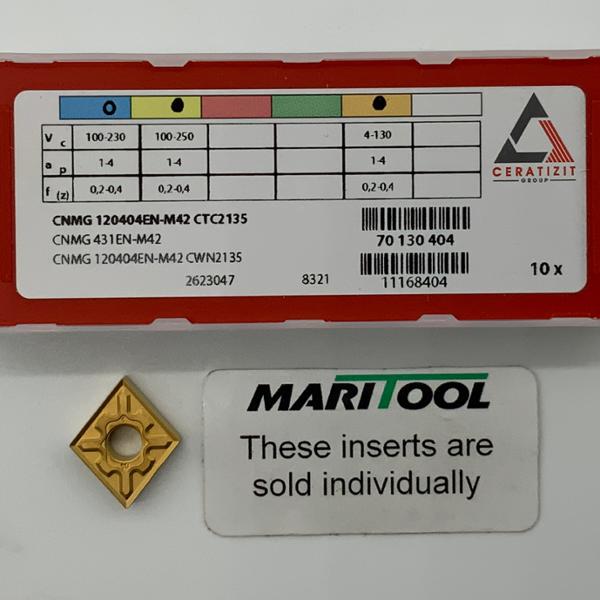 V c 100-230 100-250 4-130
a p 1-4 1-4 1-4
f (z) 0,2-0,4 0,2-0,4 0,2-0,4
CERATIZIT
GROUP
CNMG 120404EN-M42 CTC2135
CNMG 431EN-M42
CNMG 120404EN-M42 CWN2135
70 130 404
2623047 8321 11168404
10 x
MARITOOL
These inserts are
sold individually